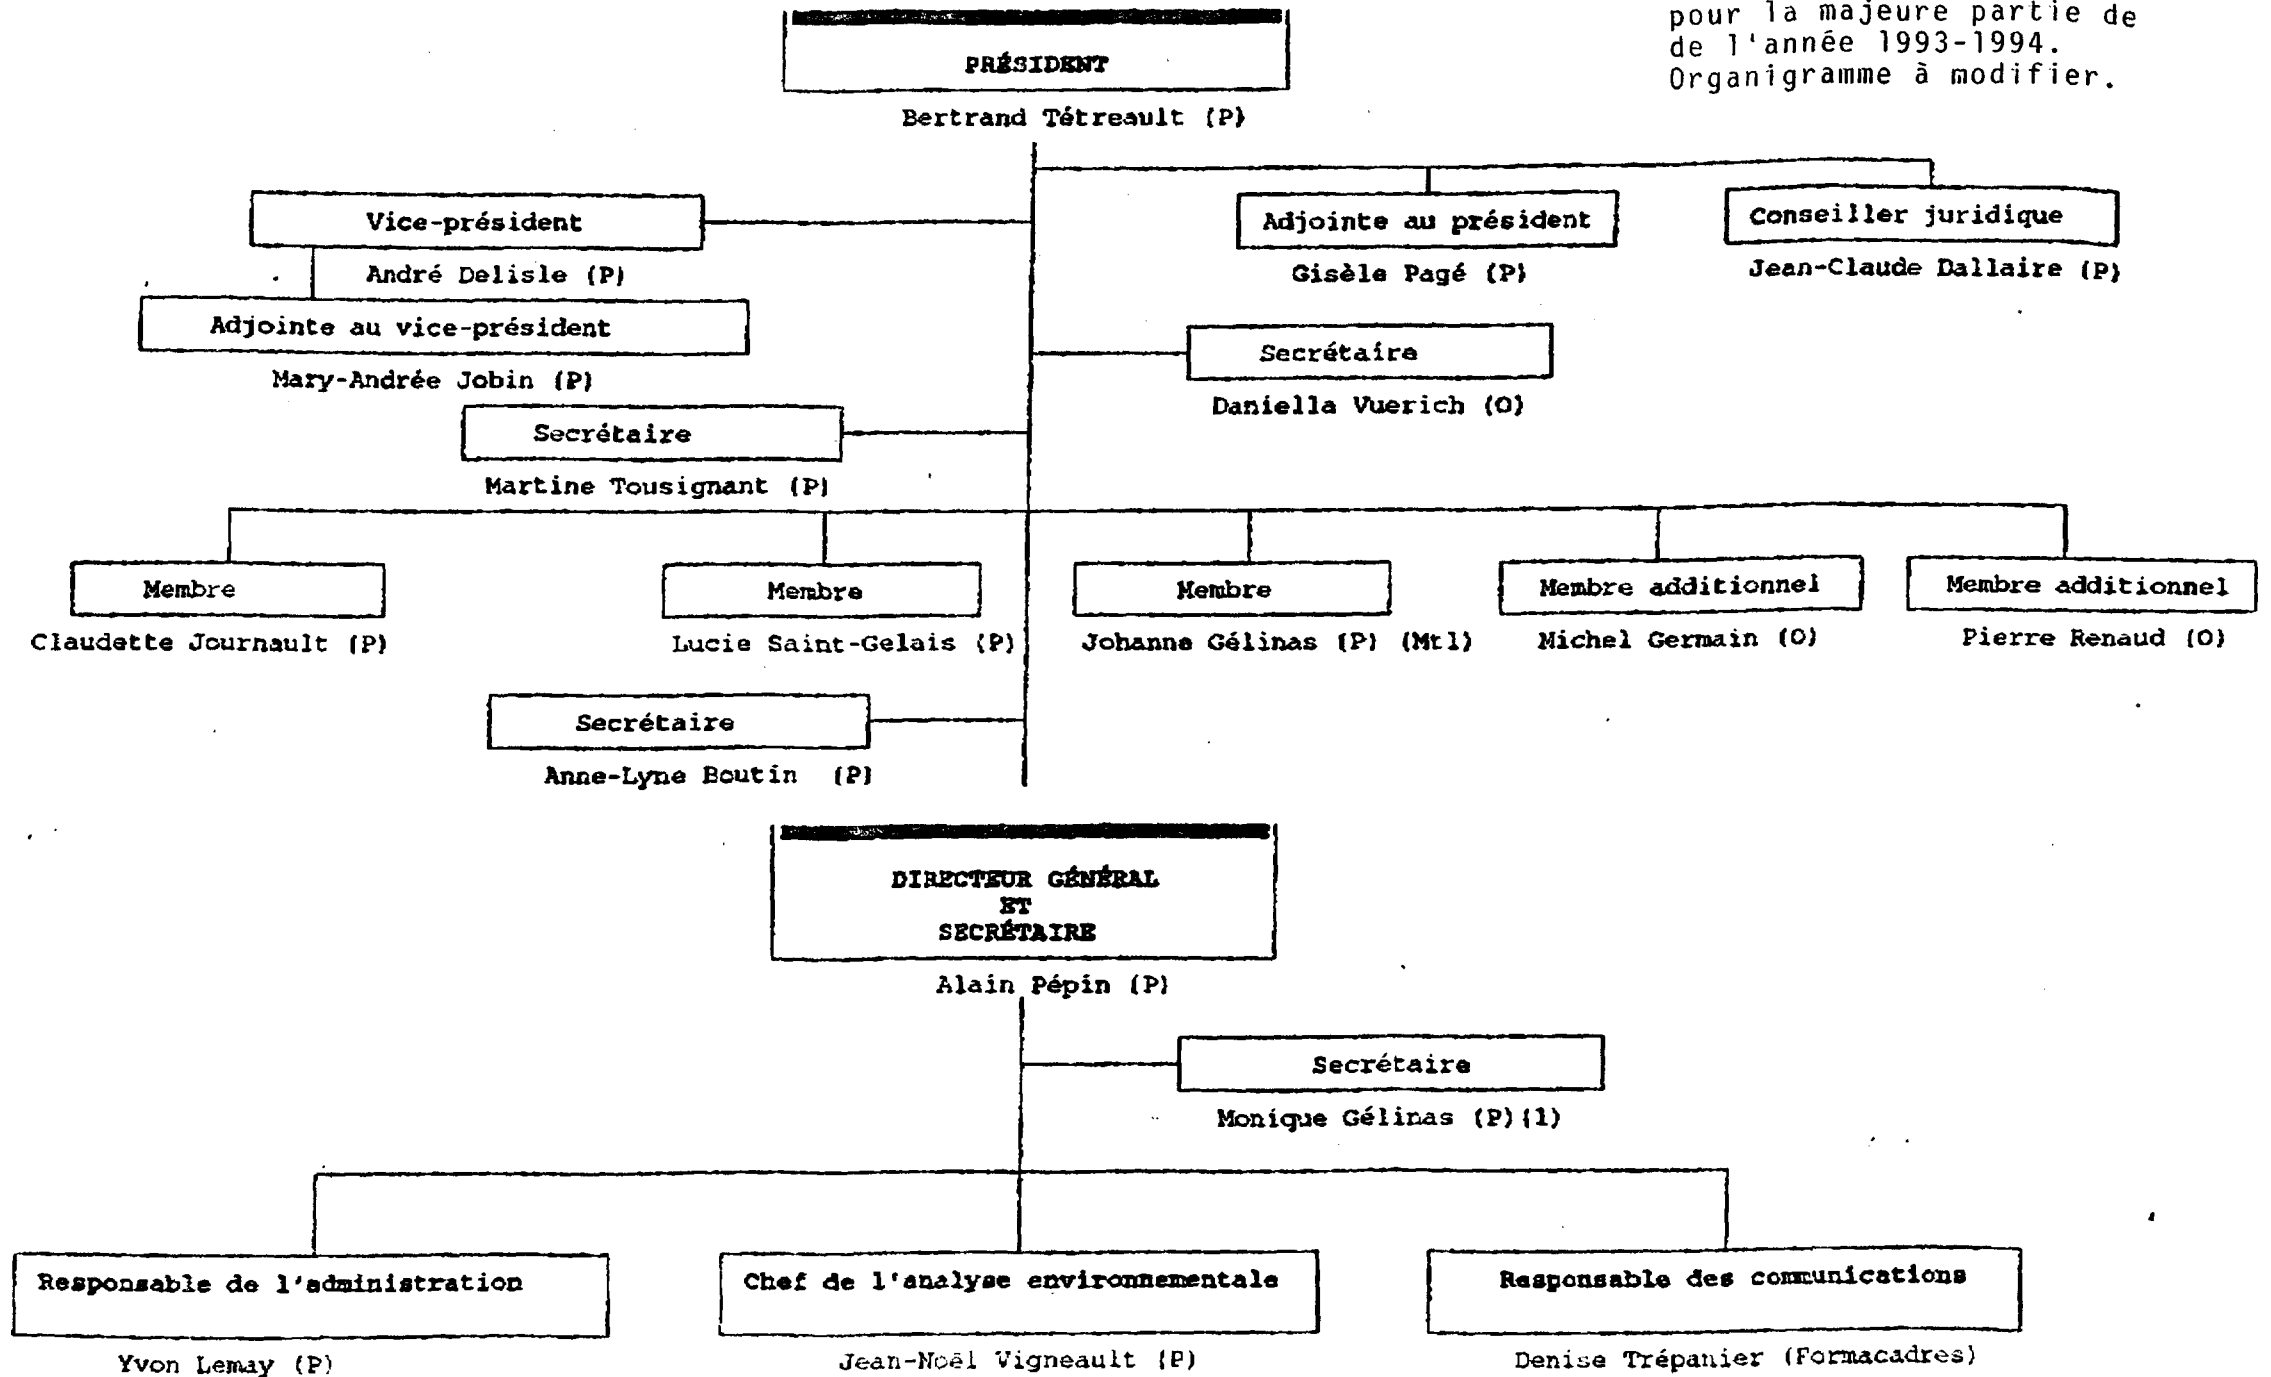 pour la majeure partie de
de l'année 1993-1994.
Organigramme à modifier.
PRÉSIDENT
Bertrand Tétreault (P)
Vice-président
Adjointe au président
Conseiller juridique
André Delisle (P)
Gisèle Pagé (P)
Jean-Claude Dallaire (P)
Adjointe au vice-président
Secrétaire
Mary-Andrée Jobin (P)
Daniella Vuerich (O)
Secrétaire
Martine Tousignant (P)
Membre
Membre
Membre
Membre additionnel
Membre additionnel
Claudette Journault (P)
Lucie Saint-Gelais (P)
Johanne Gélinas (P) (Mtl)
Michel Germain (O)
Pierre Renaud (O)
Secrétaire
Anne-Lyne Boutin (P)
DIRECTEUR GÉNÉRAL
ET
SECRÉTAIRE
Alain Pépin (P)
Secrétaire
Monique Gélinas (P)(1)
Responsable de l'administration
Chef de l'analyse environnementale
Responsable des communications
Yvon Lemay (P)
Jean-Noël Vigneault (P)
Denise Trépanier (Formacadres)